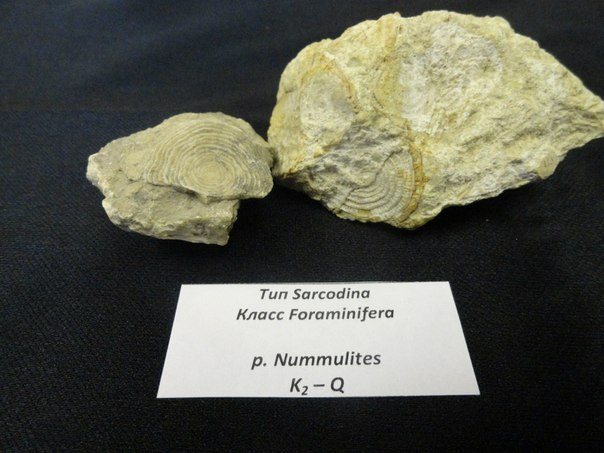 Тип Sarcodina
Класс Foraminifera
р. Nummulites
K₂ – Q